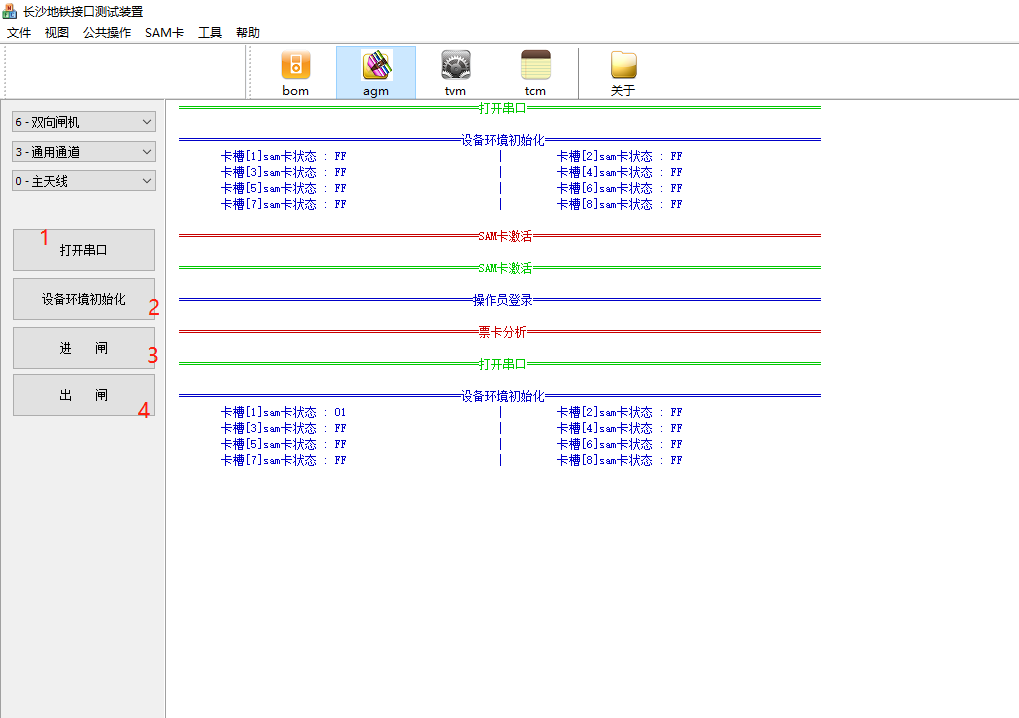 长沙地铁接口测试装置
文件 视图 公共操作 SAM卡 工具 帮助
bom agm tvm tcm 关于
6 - 双向闸机
3 - 通用通道
0 - 主天线
1
打开串口
设备环境初始化
2
进 闸
3
出 闸
4
打开串口
设备环境初始化
卡槽[1]sam卡状态 : FF | 卡槽[2]sam卡状态 : FF
卡槽[3]sam卡状态 : FF | 卡槽[4]sam卡状态 : FF
卡槽[5]sam卡状态 : FF | 卡槽[6]sam卡状态 : FF
卡槽[7]sam卡状态 : FF | 卡槽[8]sam卡状态 : FF
SAM卡激活
SAM卡激活
操作员登录
票卡分析
打开串口
设备环境初始化
卡槽[1]sam卡状态 : 01 | 卡槽[2]sam卡状态 : FF
卡槽[3]sam卡状态 : FF | 卡槽[4]sam卡状态 : FF
卡槽[5]sam卡状态 : FF | 卡槽[6]sam卡状态 : FF
卡槽[7]sam卡状态 : FF | 卡槽[8]sam卡状态 : FF